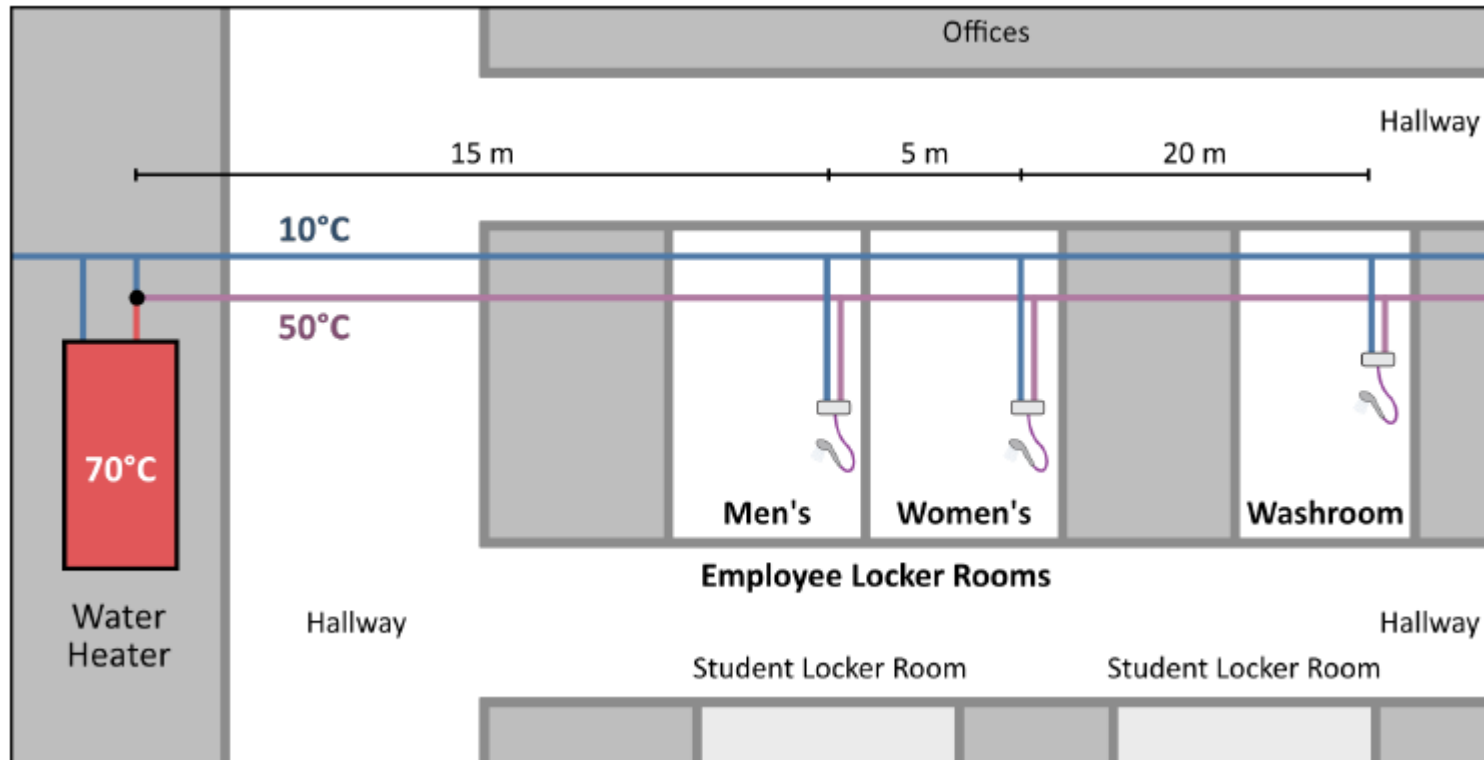 Offices
Hallway
15 m
5 m
20 m
10°C
50°C
70°C
Men's
Women's
Washroom
Employee Locker Rooms
Water
Heater
Hallway
Hallway
Student Locker Room
Student Locker Room